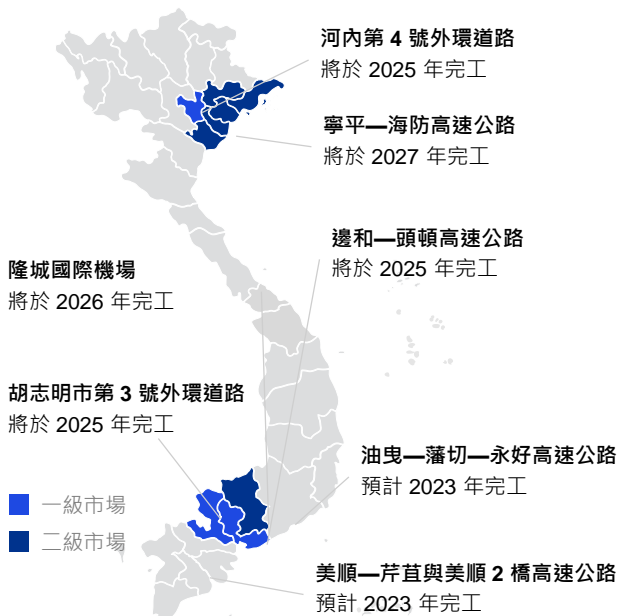 河內第 4 號外環道路
將於 2025 年完工
寧平—海防高速公路
將於 2027 年完工
邊和—頭頓高速公路
將於 2025 年完工
隆城國際機場
將於 2026 年完工
胡志明市第 3 號外環道路
將於 2025 年完工
油曳—藩切—永好高速公路
預計 2023 年完工
一級市場
二級市場
美順—芹苴與美順 2 橋高速公路
預計 2023 年完工